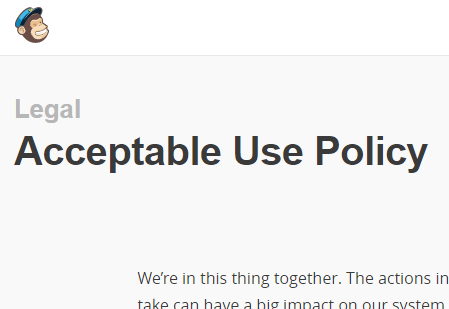 Legal
Acceptable Use Policy
We’re in this thing together. The actions in
take can have a big impact on our system